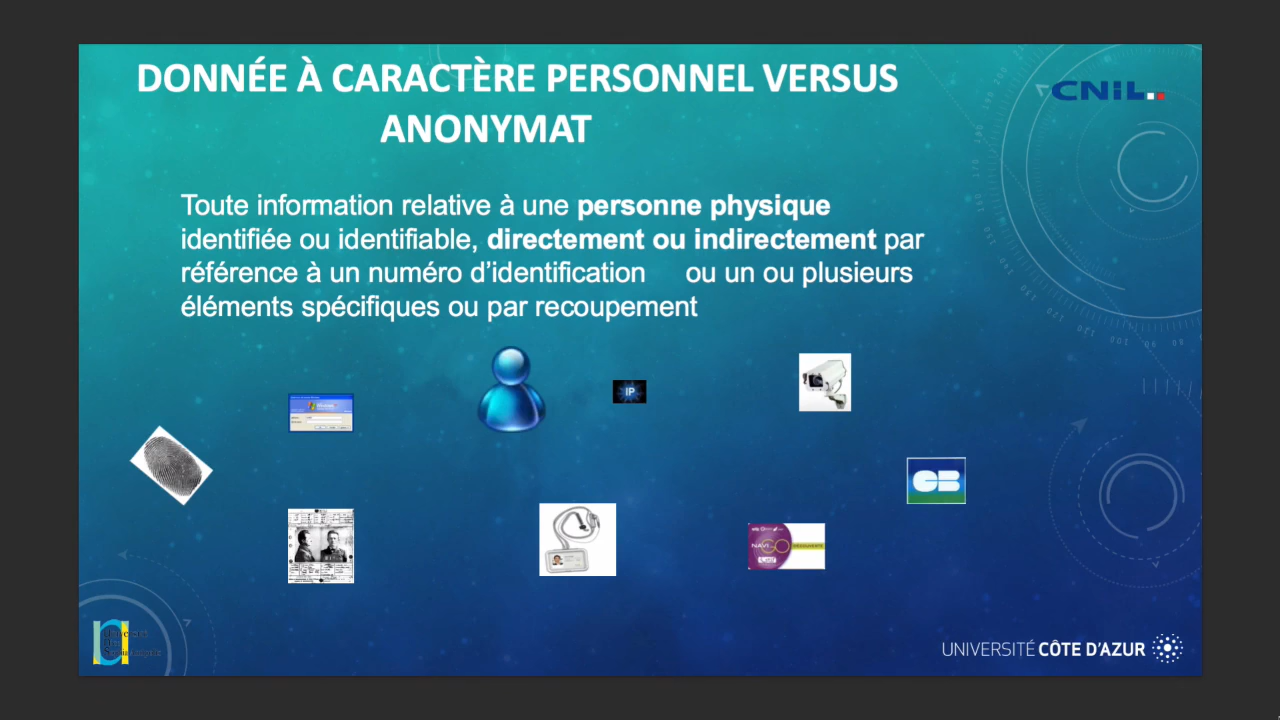 DONNÉE À CARACTÈRE PERSONNEL VERSUS
ANONYMAT
CNIL
Toute information relative à une personne physique
identifiée ou identifiable, directement ou indirectement par
référence à un numéro d’identification ou un ou plusieurs
éléments spécifiques ou par recoupement
IP
CB
NAVIGO
DÉCOUVERTE
UNIVERSITÉ CÔTE D'AZUR